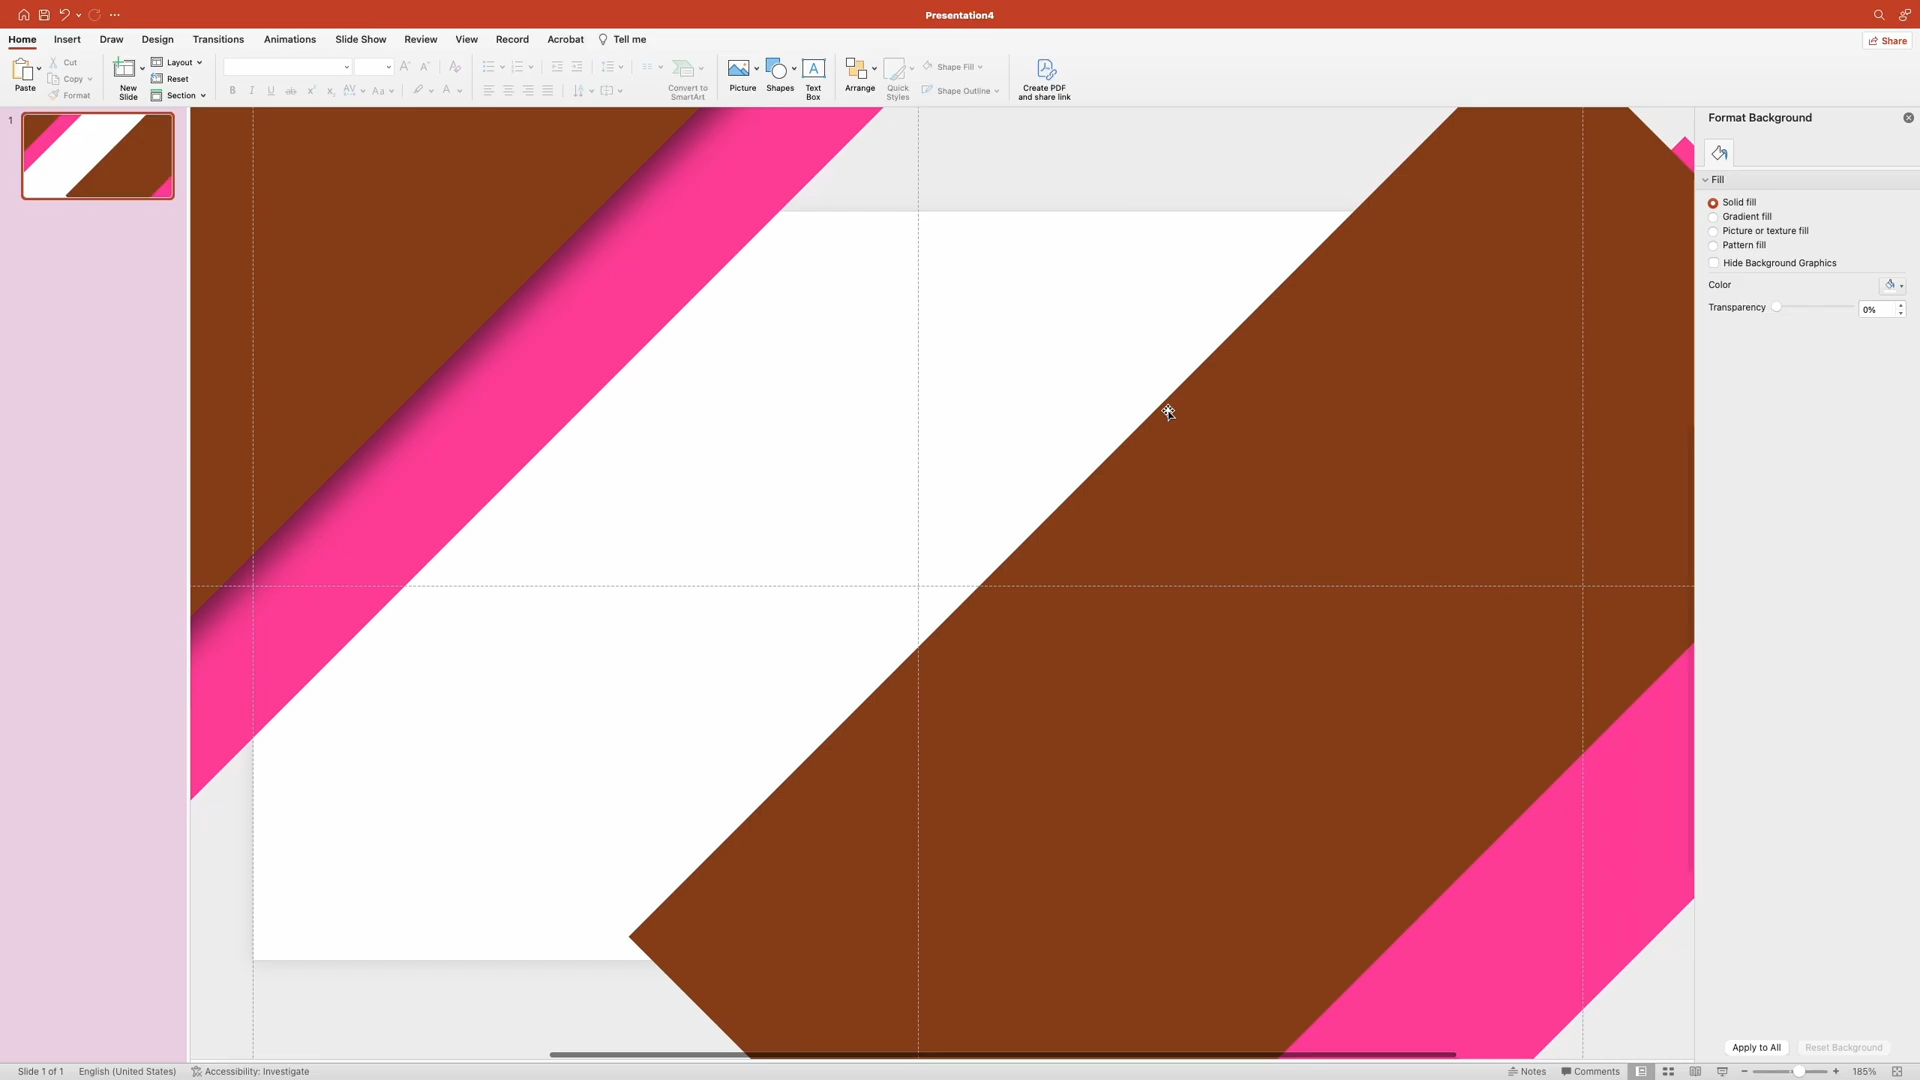 Presentation4
Home Insert Draw Design Transitions Animations Slide Show Review View Record Acrobat Tell me
Share
Paste
Cut
Copy
Format
New Slide
Layout
Reset
Section
Convert to SmartArt
Picture
Shapes
Text Box
Arrange
Quick Styles
Shape Fill
Shape Outline
Create PDF and share link
1
Format Background
Fill
Solid fill
Gradient fill
Picture or texture fill
Pattern fill
Hide Background Graphics
Color
Transparency 0%
Apply to All Reset Background
Slide 1 of 1 English (United States) Accessibility: Investigate Notes Comments 185%